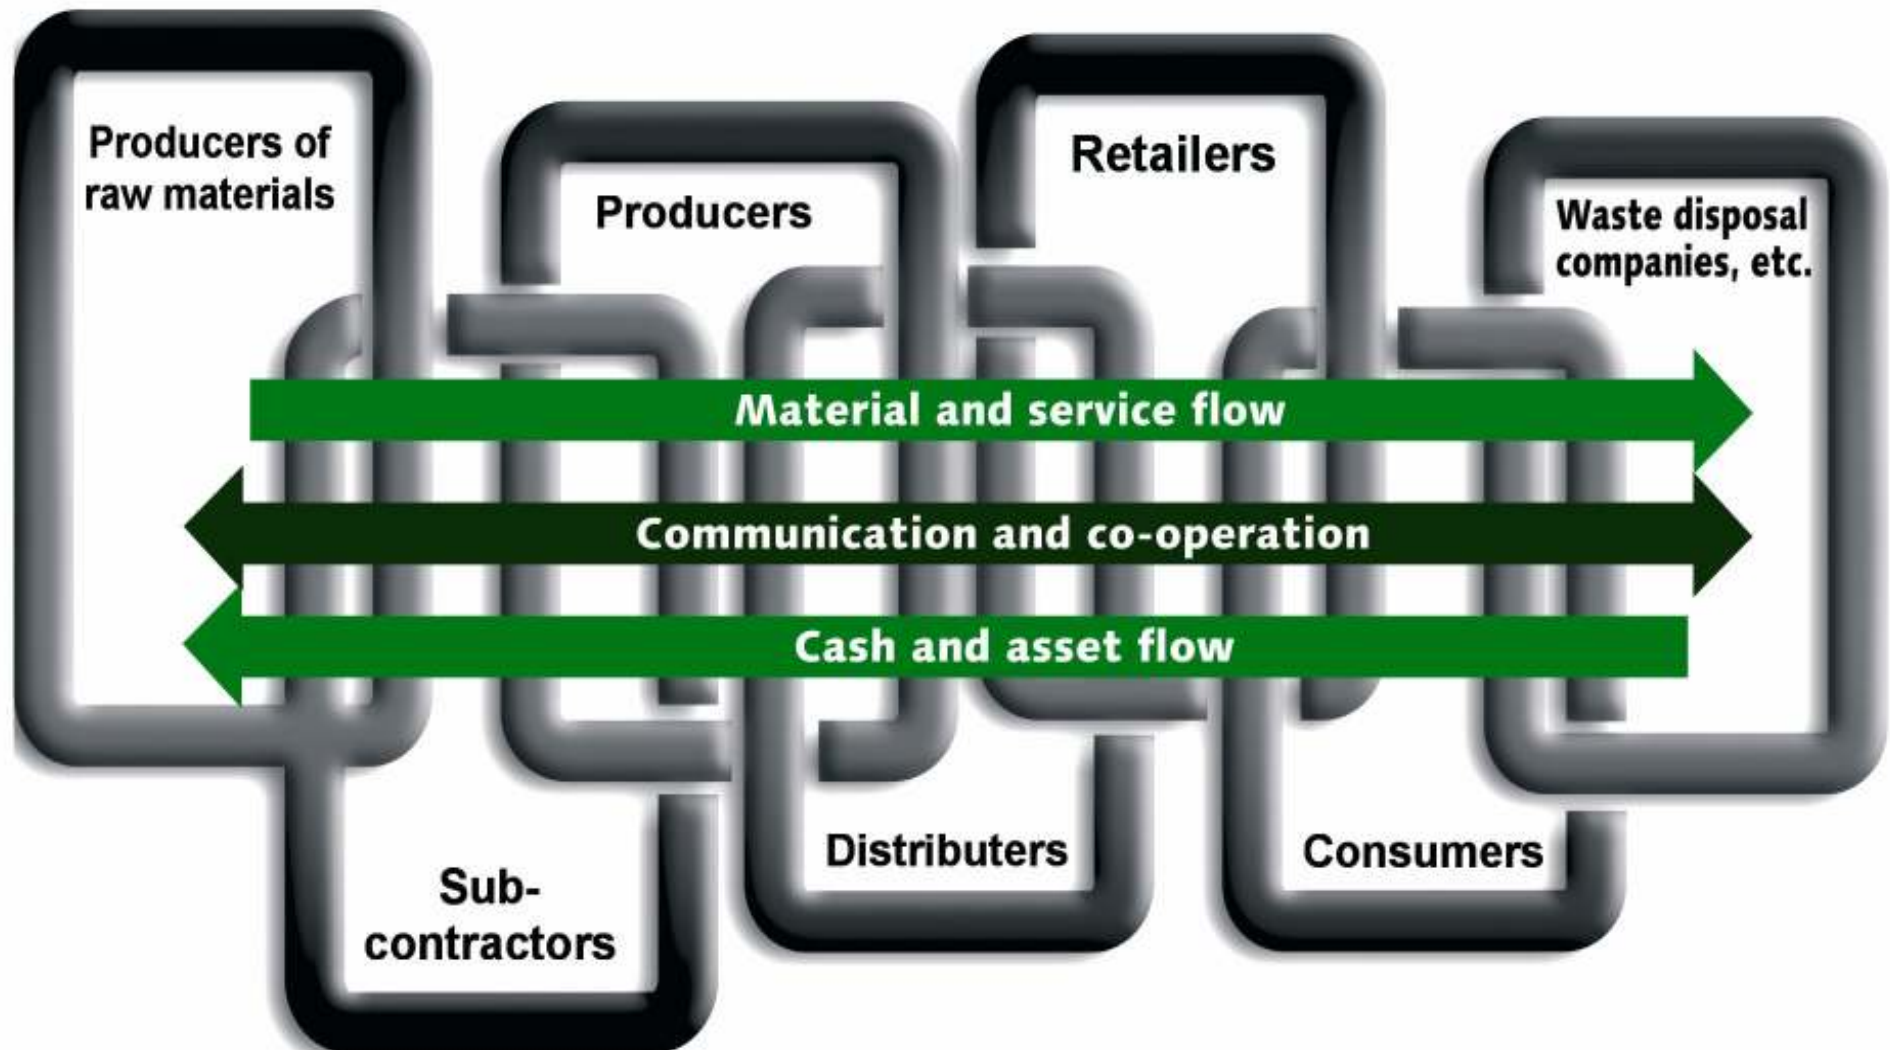 Producers of
raw materials
Producers
Retailers
Waste disposal
companies, etc.
Material and service flow
Communication and co-operation
Cash and asset flow
Sub-
contractors
Distributers
Consumers